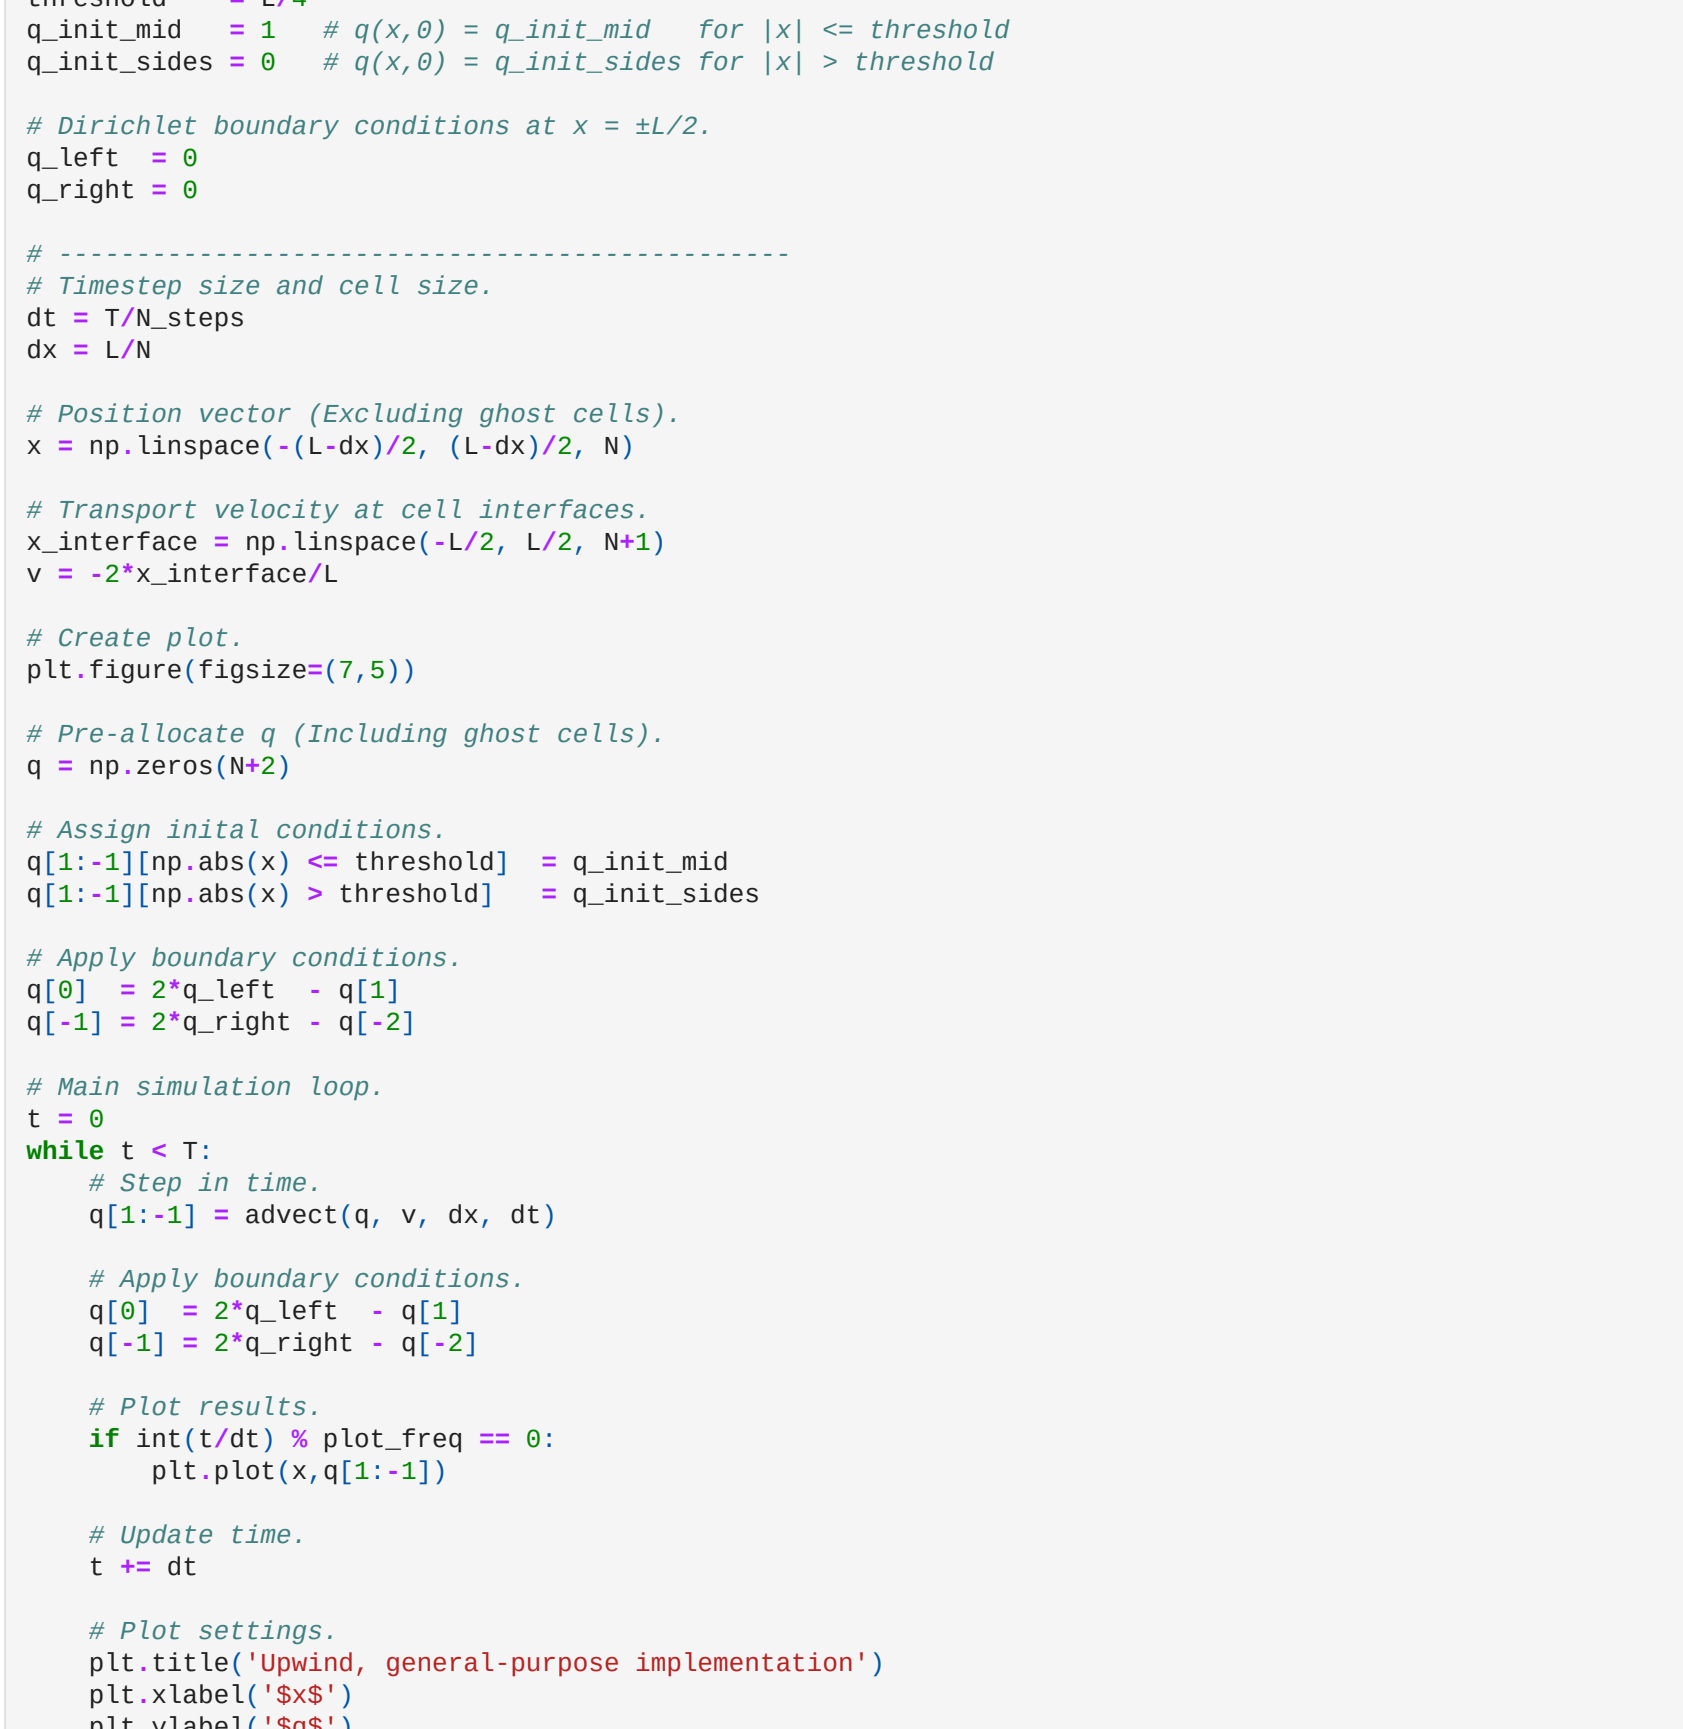 threshold    = L/4
q_init_mid   = 1   # q(x,0) = q_init_mid   for |x| <= threshold
q_init_sides = 0   # q(x,0) = q_init_sides for |x| > threshold

# Dirichlet boundary conditions at x = ±L/2.
q_left  = 0
q_right = 0

# -----------------------------------------------
# Timestep size and cell size.
dt = T/N_steps
dx = L/N

# Position vector (Excluding ghost cells).
x = np.linspace(-(L-dx)/2, (L-dx)/2, N)

# Transport velocity at cell interfaces.
x_interface = np.linspace(-L/2, L/2, N+1)
v = -2*x_interface/L

# Create plot.
plt.figure(figsize=(7,5))

# Pre-allocate q (Including ghost cells).
q = np.zeros(N+2)

# Assign inital conditions.
q[1:-1][np.abs(x) <= threshold]  = q_init_mid
q[1:-1][np.abs(x) > threshold]   = q_init_sides

# Apply boundary conditions.
q[0]  = 2*q_left  - q[1]
q[-1] = 2*q_right - q[-2]

# Main simulation loop.
t = 0
while t < T:
    # Step in time.
    q[1:-1] = advect(q, v, dx, dt)

    # Apply boundary conditions.
    q[0]  = 2*q_left  - q[1]
    q[-1] = 2*q_right - q[-2]

    # Plot results.
    if int(t/dt) % plot_freq == 0:
        plt.plot(x,q[1:-1])

    # Update time.
    t += dt

    # Plot settings.
    plt.title('Upwind, general-purpose implementation')
    plt.xlabel('$x$')
    plt.ylabel('$q$')